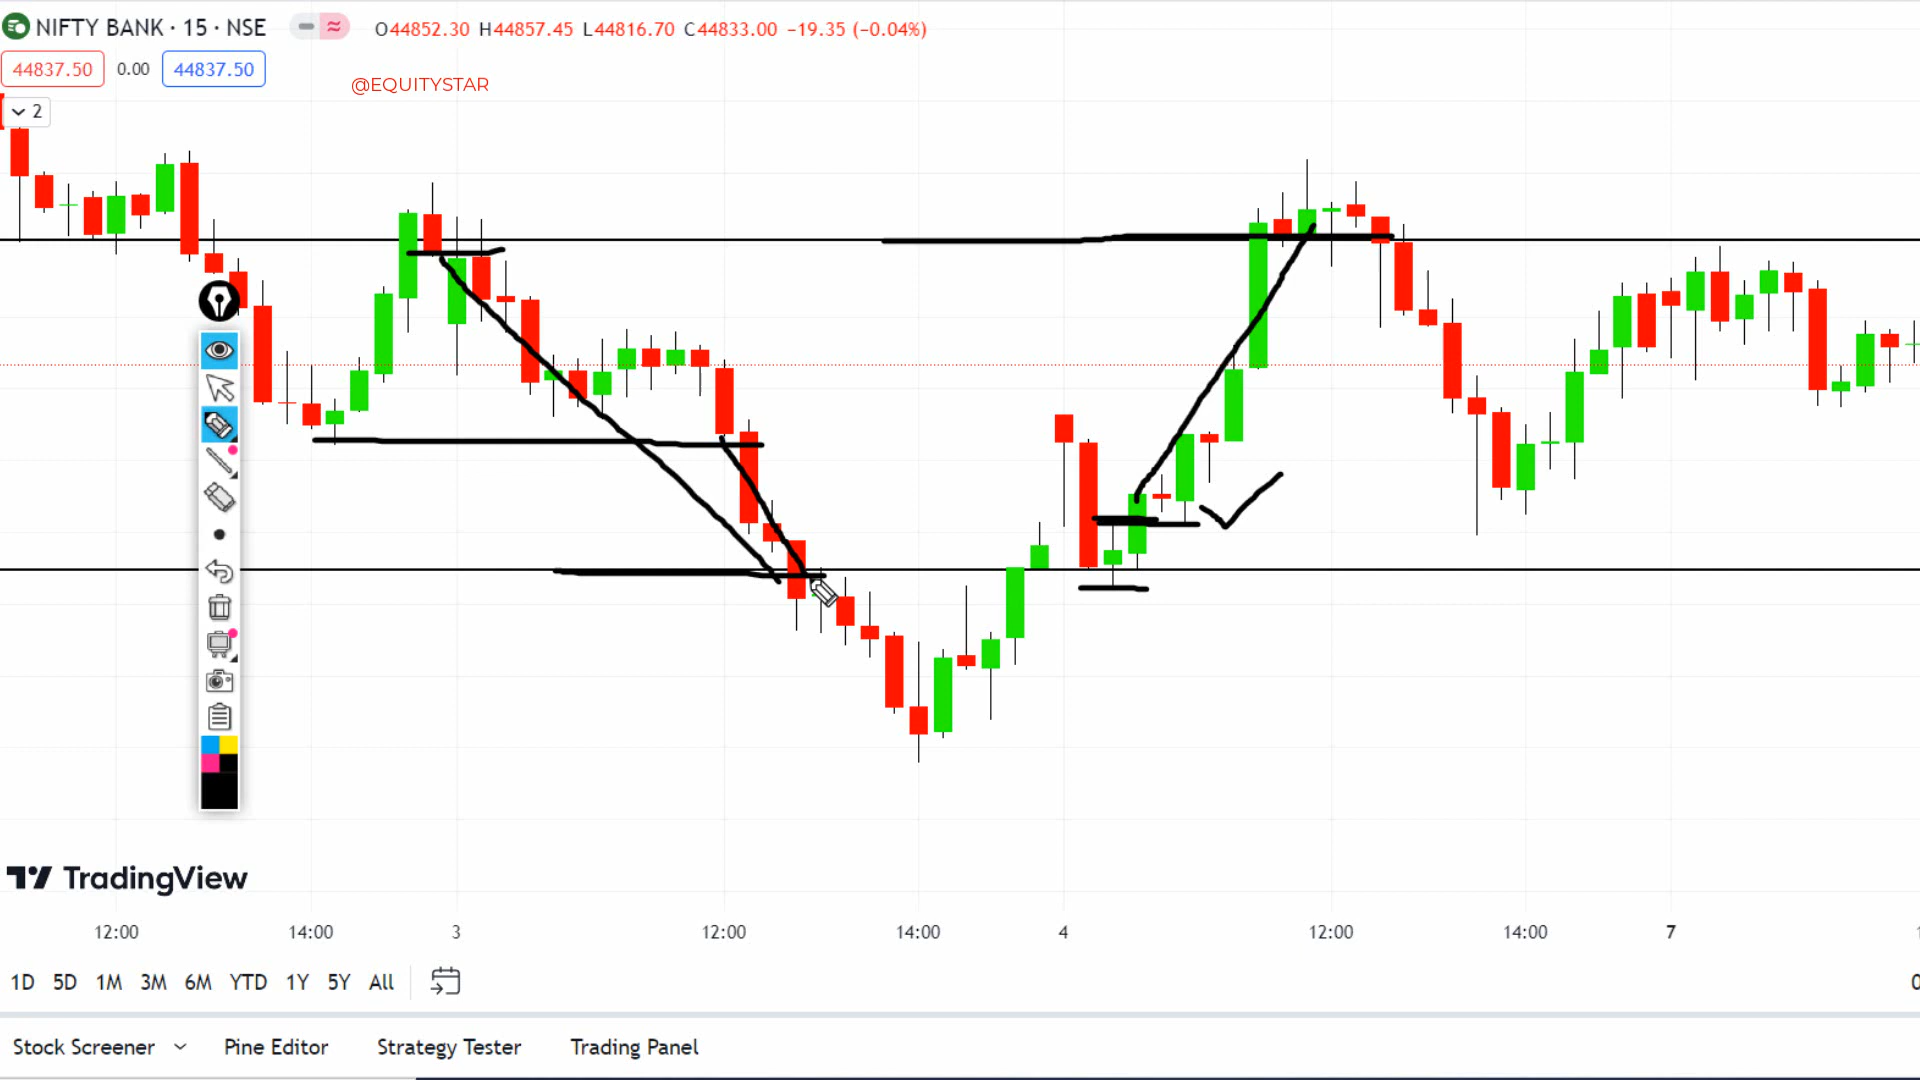 NIFTY BANK · 15 · NSE
O44852.30 H44857.45 L44816.70 C44833.00 −19.35 (−0.04%)
44837.50 0.00 44837.50
@EQUITYSTAR
2
TradingView
12:00 14:00 3 12:00 14:00 4 12:00 14:00 7
1D 5D 1M 3M 6M YTD 1Y 5Y All
Stock Screener Pine Editor Strategy Tester Trading Panel